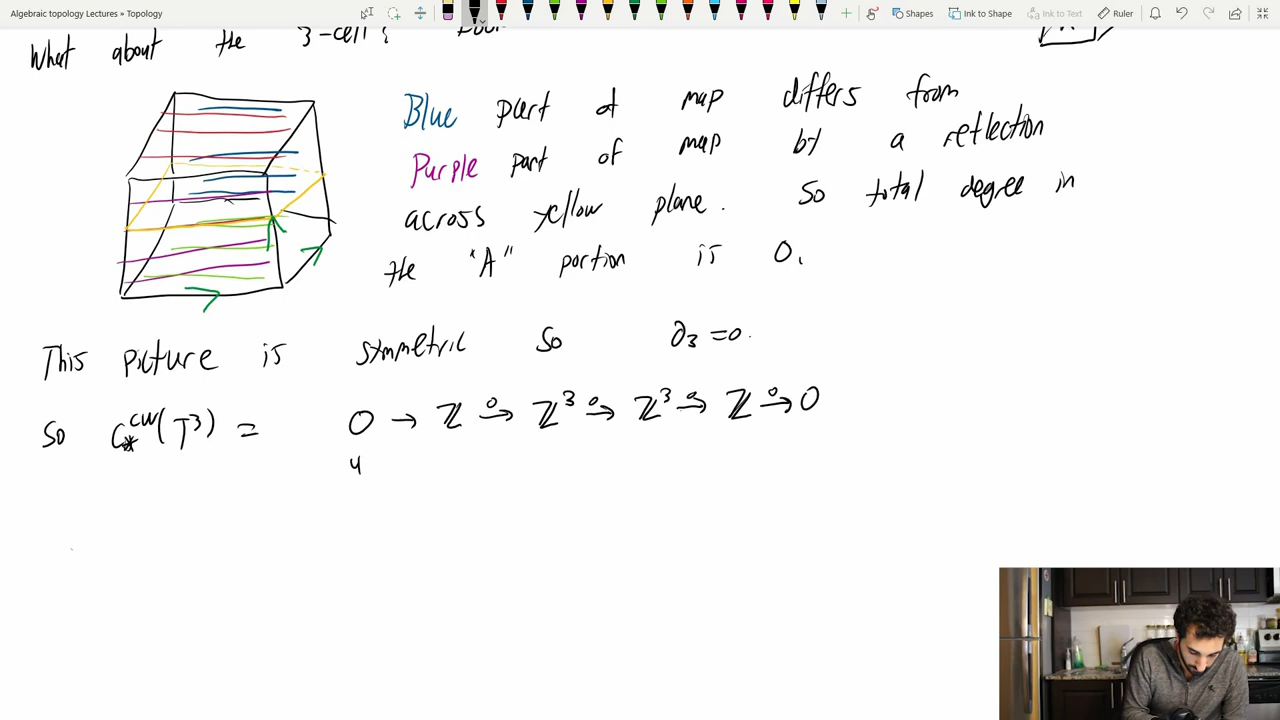 Algebraic topology Lectures » Topology
Shapes
Ink to Shape
Ink to Text
Ruler
What about the 3-cell?
Blue part of map differs from
Purple part of map by a reflection
across yellow plane. So total degree in
the "A" portion is 0.
This picture is symmetric so ∂₃ = 0.
So C_*^{CW}(T³) = 0 → ℤ →⁰ ℤ³ →⁰ ℤ³ →⁰ ℤ →⁰ 0
4